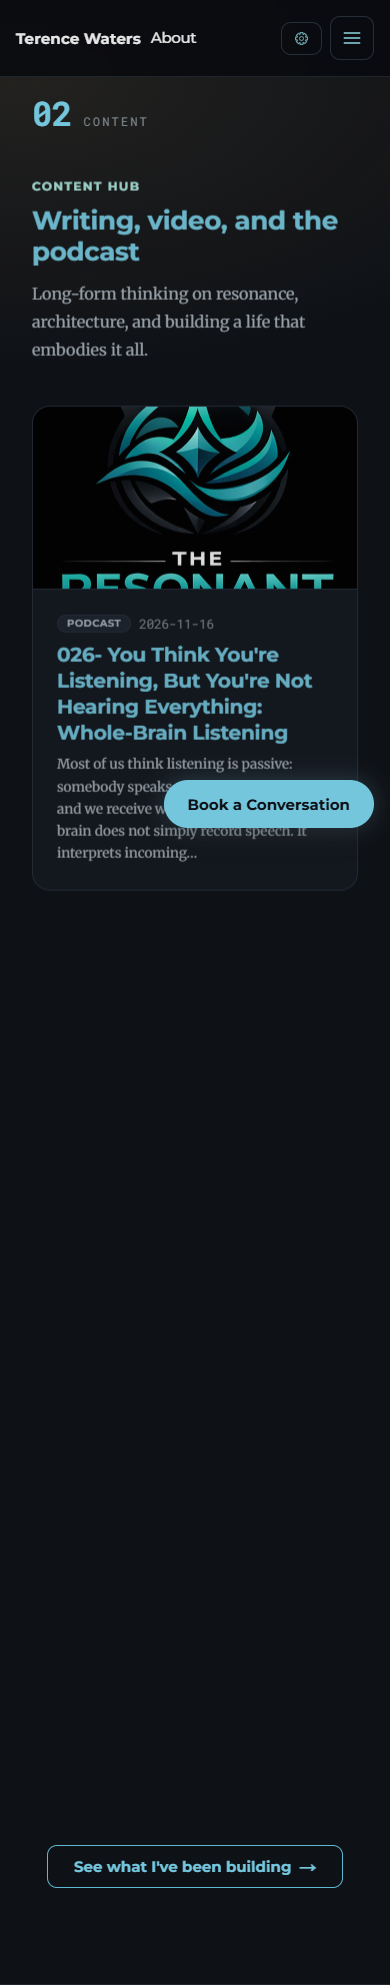 Terence Waters About
02 CONTENT
CONTENT HUB
Writing, video, and the
podcast
Long-form thinking on resonance,
architecture, and building a life that
embodies it all.
THE
RESONANT
PODCAST 2026-11-16
026- You Think You're
Listening, But You're Not
Hearing Everything:
Whole-Brain Listening
Most of us think listening is passive:
somebody speaks
Book a Conversation
and we receive
brain does not simply record speech. It
interprets incoming...
See what I've been building →